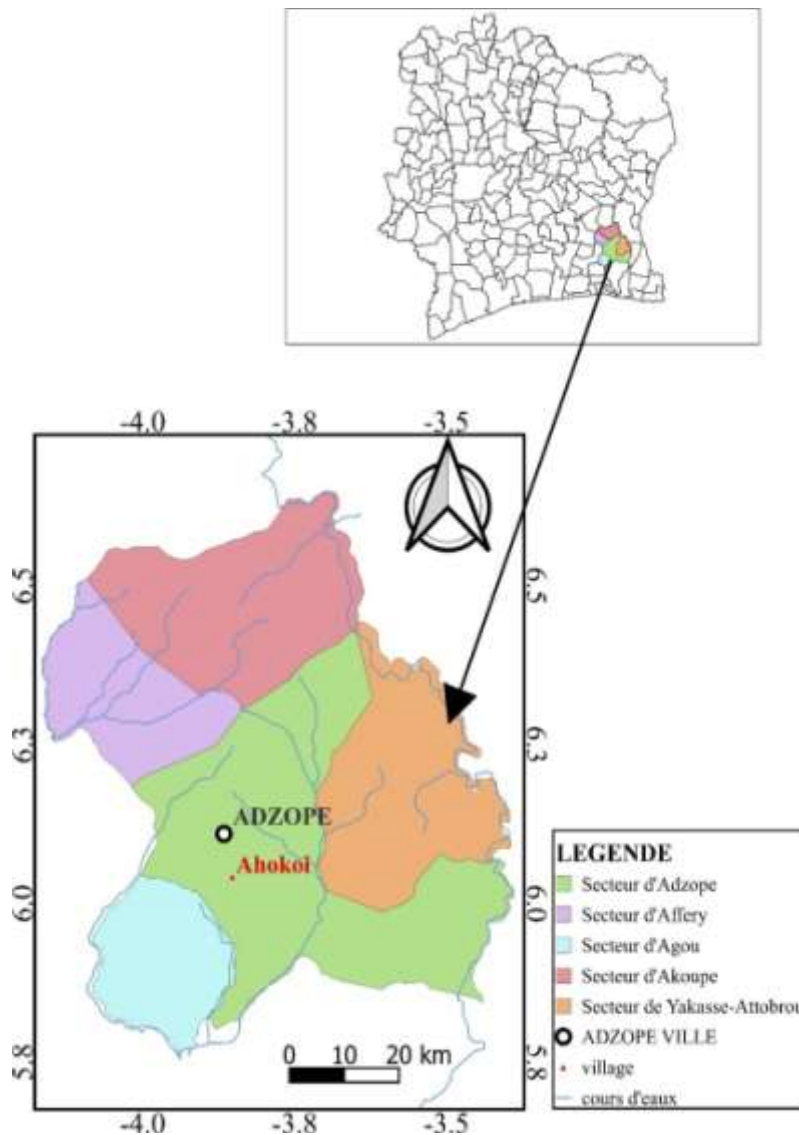 -4.0 -3.8 -3.5
6.5 6.5
6.3 6.3
ADZOPE
Ahokoi
6.0 6.0
0 10 20 km
5.8 5.8
-4.0 -3.8 -3.5
LEGENDE
Secteur d'Adzope
Secteur d'Affery
Secteur d'Agou
Secteur d'Akoupe
Secteur de Yakasse-Attobrou
ADZOPE VILLE
village
cours d'eaux